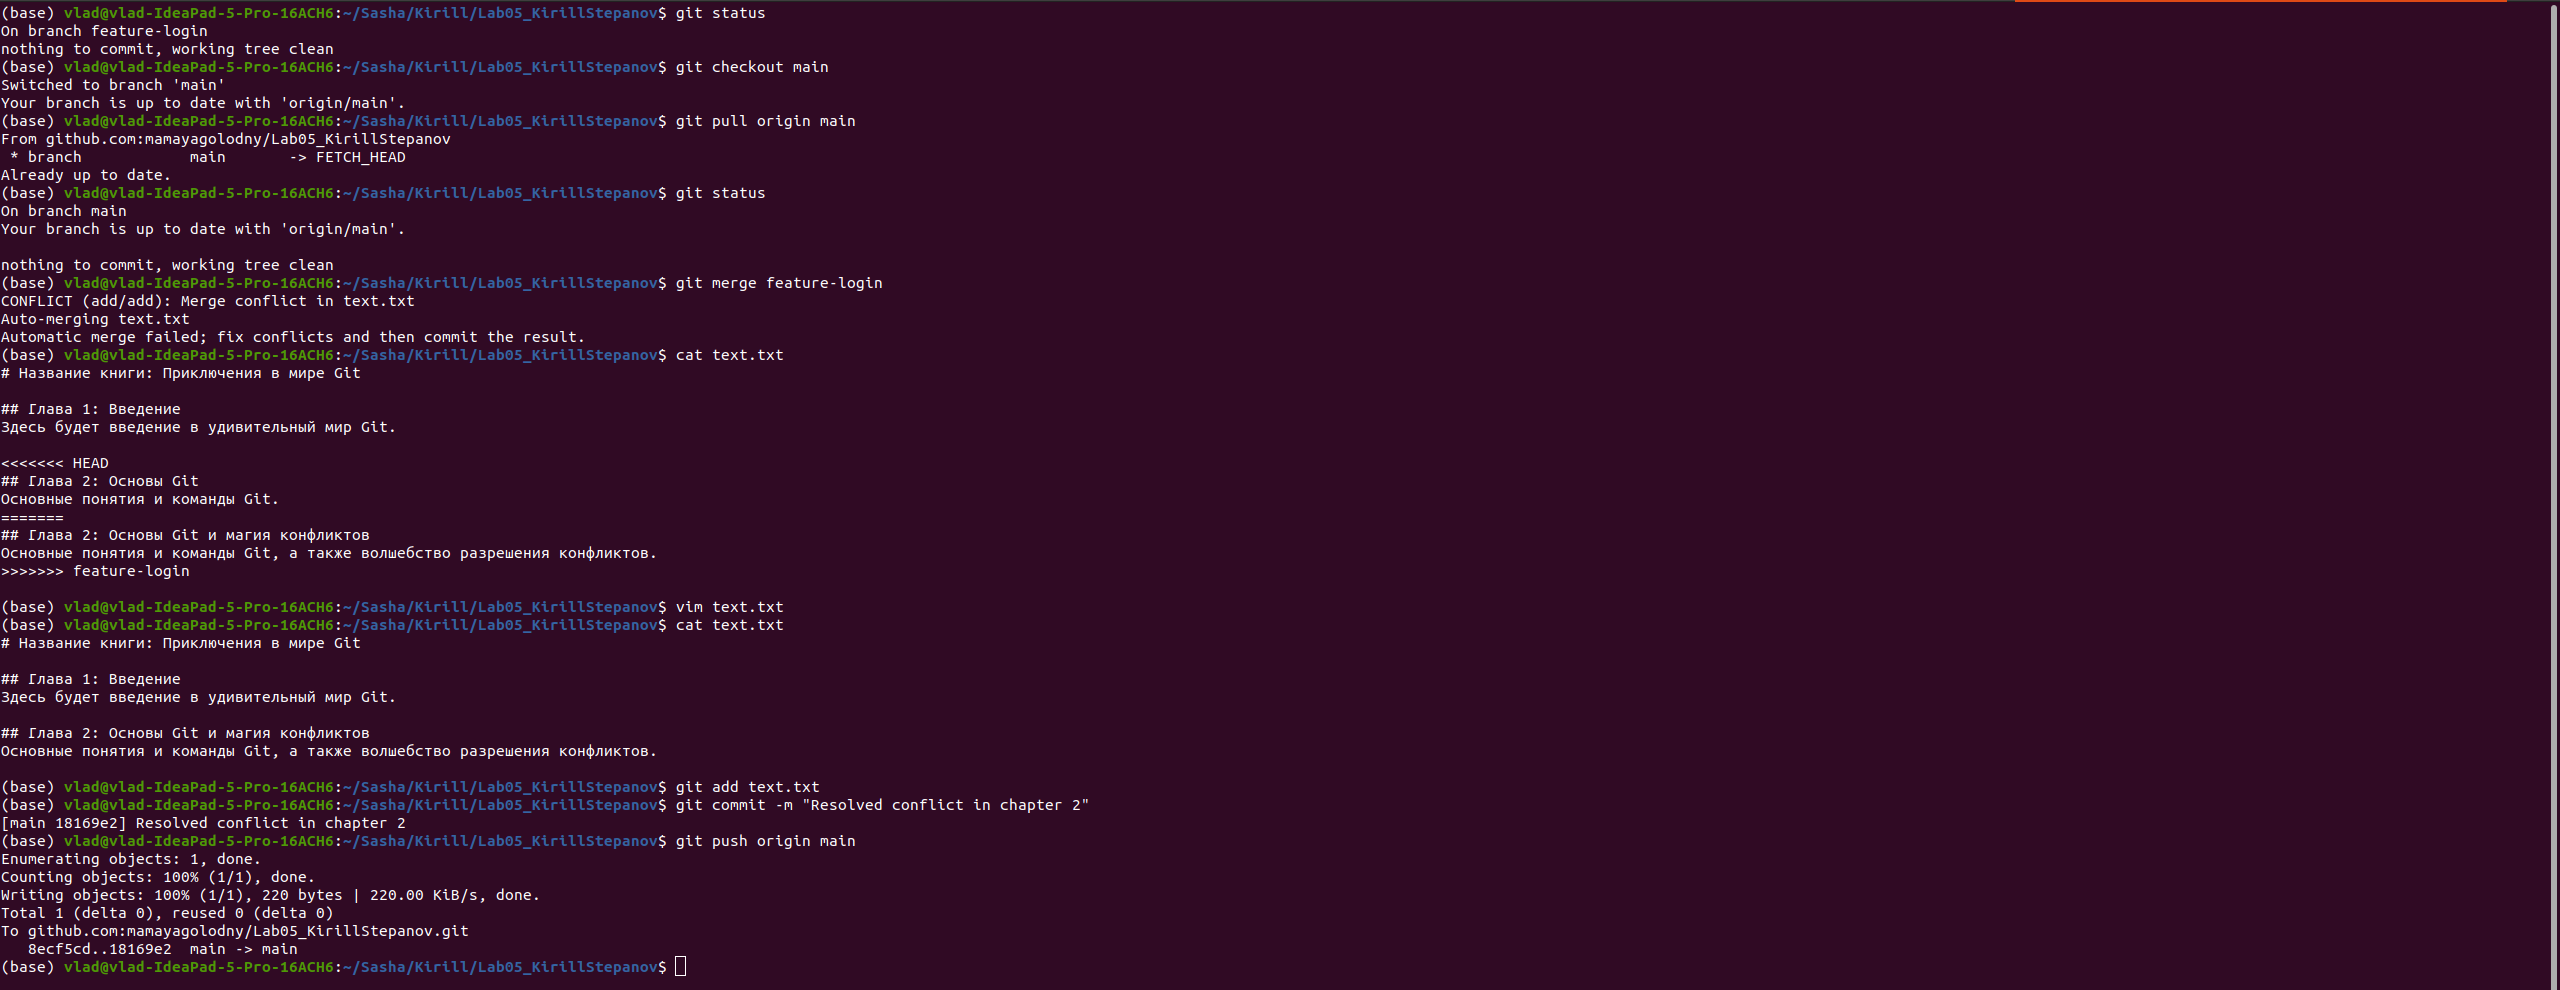 (base) vlad@vlad-IdeaPad-5-Pro-16ACH6:~/Sasha/Kirill/Lab05_KirillStepanov$ git status
On branch feature-login
nothing to commit, working tree clean
(base) vlad@vlad-IdeaPad-5-Pro-16ACH6:~/Sasha/Kirill/Lab05_KirillStepanov$ git checkout main
Switched to branch 'main'
Your branch is up to date with 'origin/main'.
(base) vlad@vlad-IdeaPad-5-Pro-16ACH6:~/Sasha/Kirill/Lab05_KirillStepanov$ git pull origin main
From github.com:mamayagolodny/Lab05_KirillStepanov
 * branch            main       -> FETCH_HEAD
Already up to date.
(base) vlad@vlad-IdeaPad-5-Pro-16ACH6:~/Sasha/Kirill/Lab05_KirillStepanov$ git status
On branch main
Your branch is up to date with 'origin/main'.

nothing to commit, working tree clean
(base) vlad@vlad-IdeaPad-5-Pro-16ACH6:~/Sasha/Kirill/Lab05_KirillStepanov$ git merge feature-login
CONFLICT (add/add): Merge conflict in text.txt
Auto-merging text.txt
Automatic merge failed; fix conflicts and then commit the result.
(base) vlad@vlad-IdeaPad-5-Pro-16ACH6:~/Sasha/Kirill/Lab05_KirillStepanov$ cat text.txt
# Название книги: Приключения в мире Git

## Глава 1: Введение
Здесь будет введение в удивительный мир Git.

<<<<<<< HEAD
## Глава 2: Основы Git
Основные понятия и команды Git.
=======
## Глава 2: Основы Git и магия конфликтов
Основные понятия и команды Git, а также волшебство разрешения конфликтов.
>>>>>>> feature-login

(base) vlad@vlad-IdeaPad-5-Pro-16ACH6:~/Sasha/Kirill/Lab05_KirillStepanov$ vim text.txt
(base) vlad@vlad-IdeaPad-5-Pro-16ACH6:~/Sasha/Kirill/Lab05_KirillStepanov$ cat text.txt
# Название книги: Приключения в мире Git

## Глава 1: Введение
Здесь будет введение в удивительный мир Git.

## Глава 2: Основы Git и магия конфликтов
Основные понятия и команды Git, а также волшебство разрешения конфликтов.

(base) vlad@vlad-IdeaPad-5-Pro-16ACH6:~/Sasha/Kirill/Lab05_KirillStepanov$ git add text.txt
(base) vlad@vlad-IdeaPad-5-Pro-16ACH6:~/Sasha/Kirill/Lab05_KirillStepanov$ git commit -m "Resolved conflict in chapter 2"
[main 18169e2] Resolved conflict in chapter 2
(base) vlad@vlad-IdeaPad-5-Pro-16ACH6:~/Sasha/Kirill/Lab05_KirillStepanov$ git push origin main
Enumerating objects: 1, done.
Counting objects: 100% (1/1), done.
Writing objects: 100% (1/1), 220 bytes | 220.00 KiB/s, done.
Total 1 (delta 0), reused 0 (delta 0)
To github.com:mamayagolodny/Lab05_KirillStepanov.git
   8ecf5cd..18169e2  main -> main
(base) vlad@vlad-IdeaPad-5-Pro-16ACH6:~/Sasha/Kirill/Lab05_KirillStepanov$